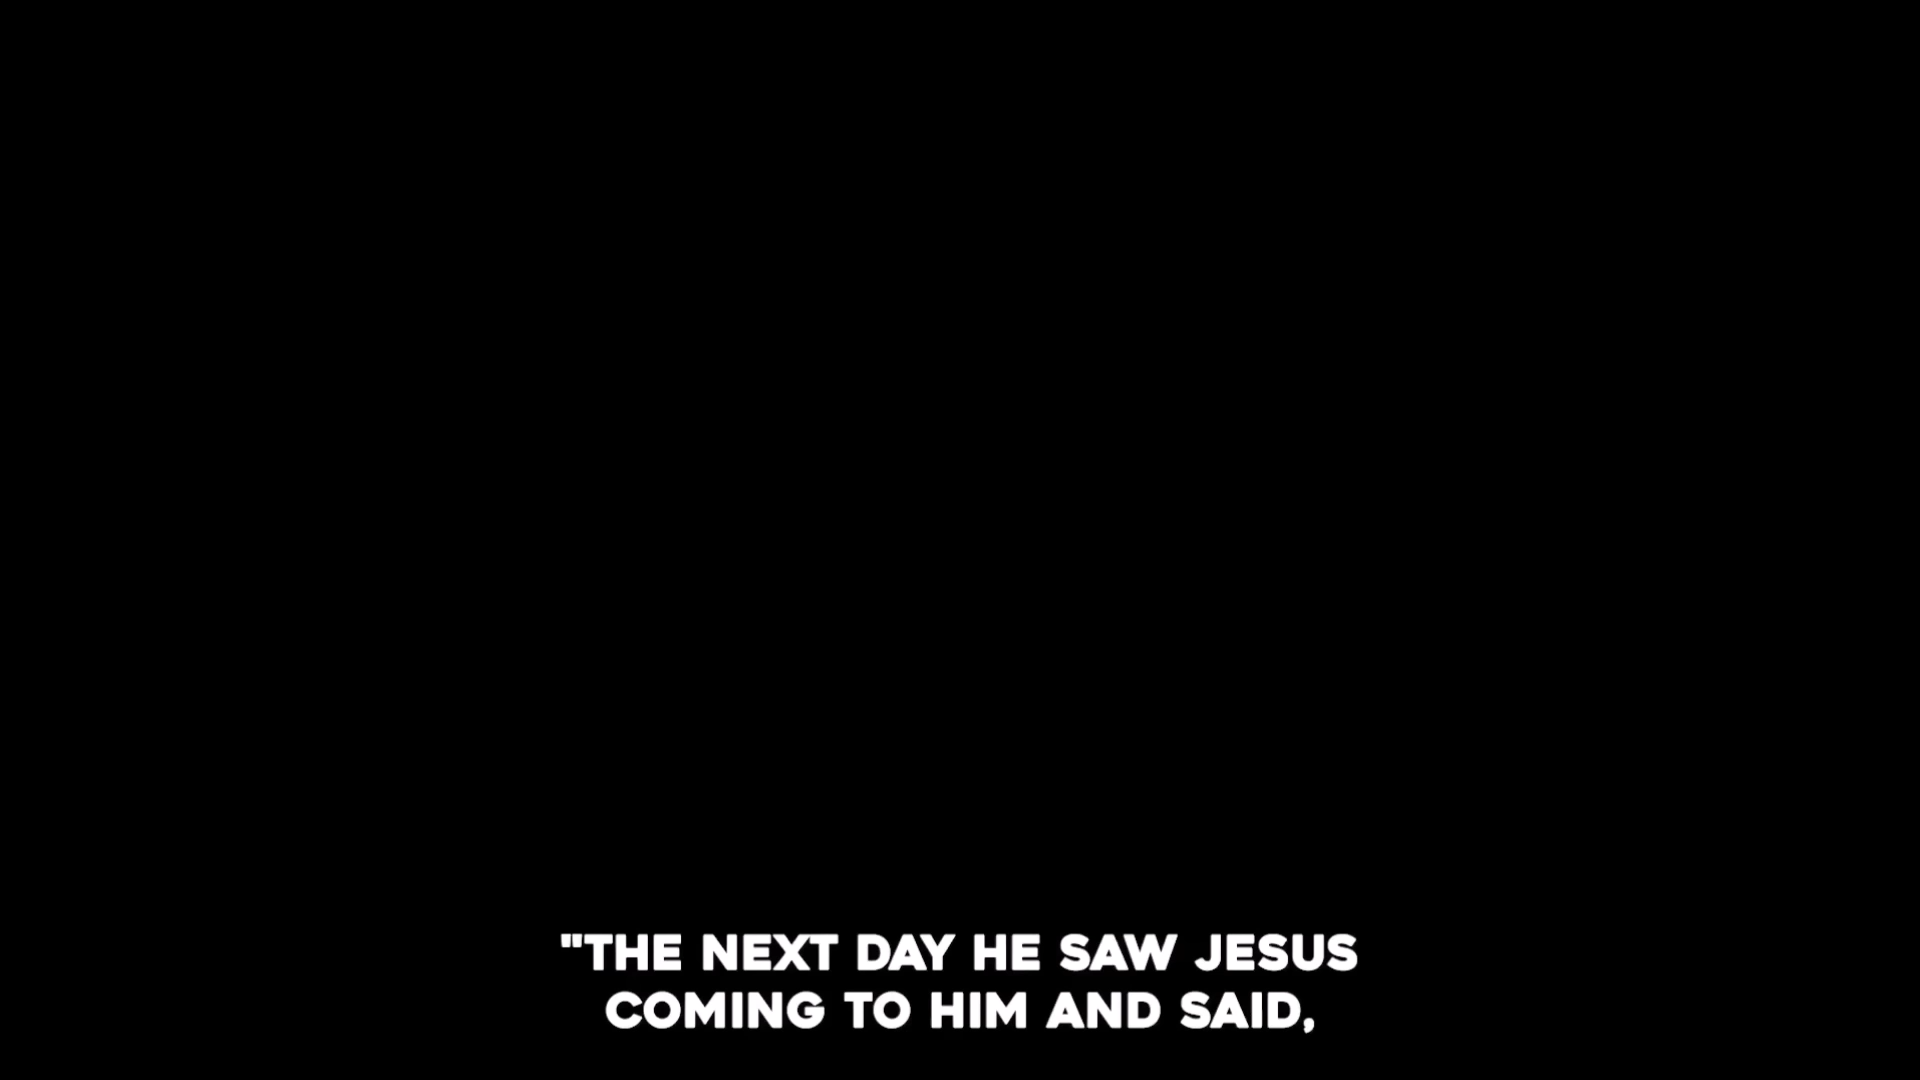 "THE NEXT DAY HE SAW JESUS
COMING TO HIM AND SAID,